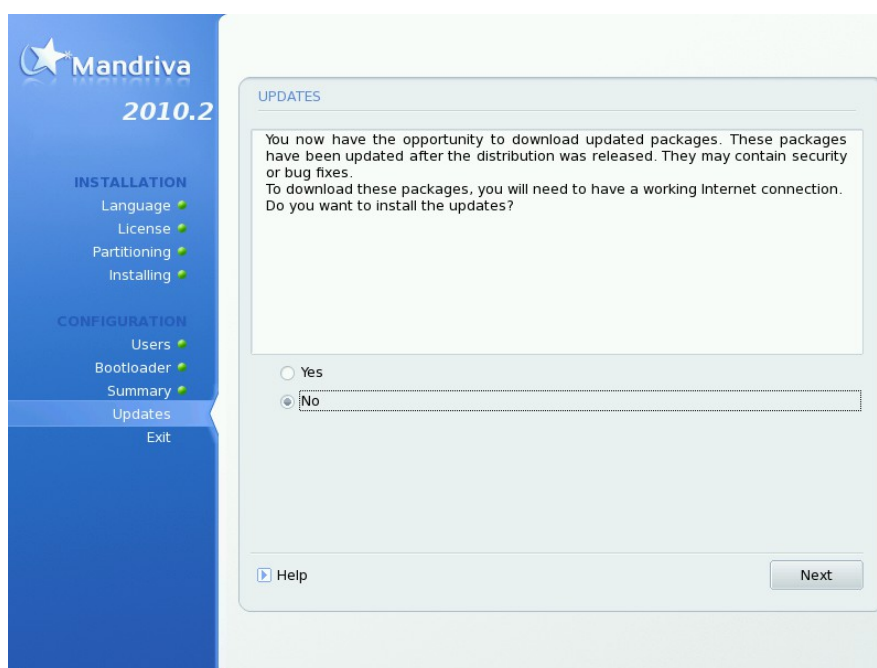 Mandriva
2010.2
INSTALLATION
Language
License
Partitioning
Installing
CONFIGURATION
Users
Bootloader
Summary
Updates
Exit
UPDATES
You now have the opportunity to download updated packages. These packages
have been updated after the distribution was released. They may contain security
or bug fixes.
To download these packages, you will need to have a working Internet connection.
Do you want to install the updates?
Yes
No
Help
Next